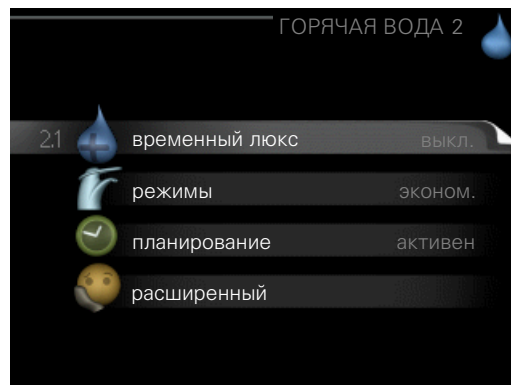 ГОРЯЧАЯ ВОДА 2
2.1 временный люкс выкл.
режимы эконом.
планирование активен
расширенный